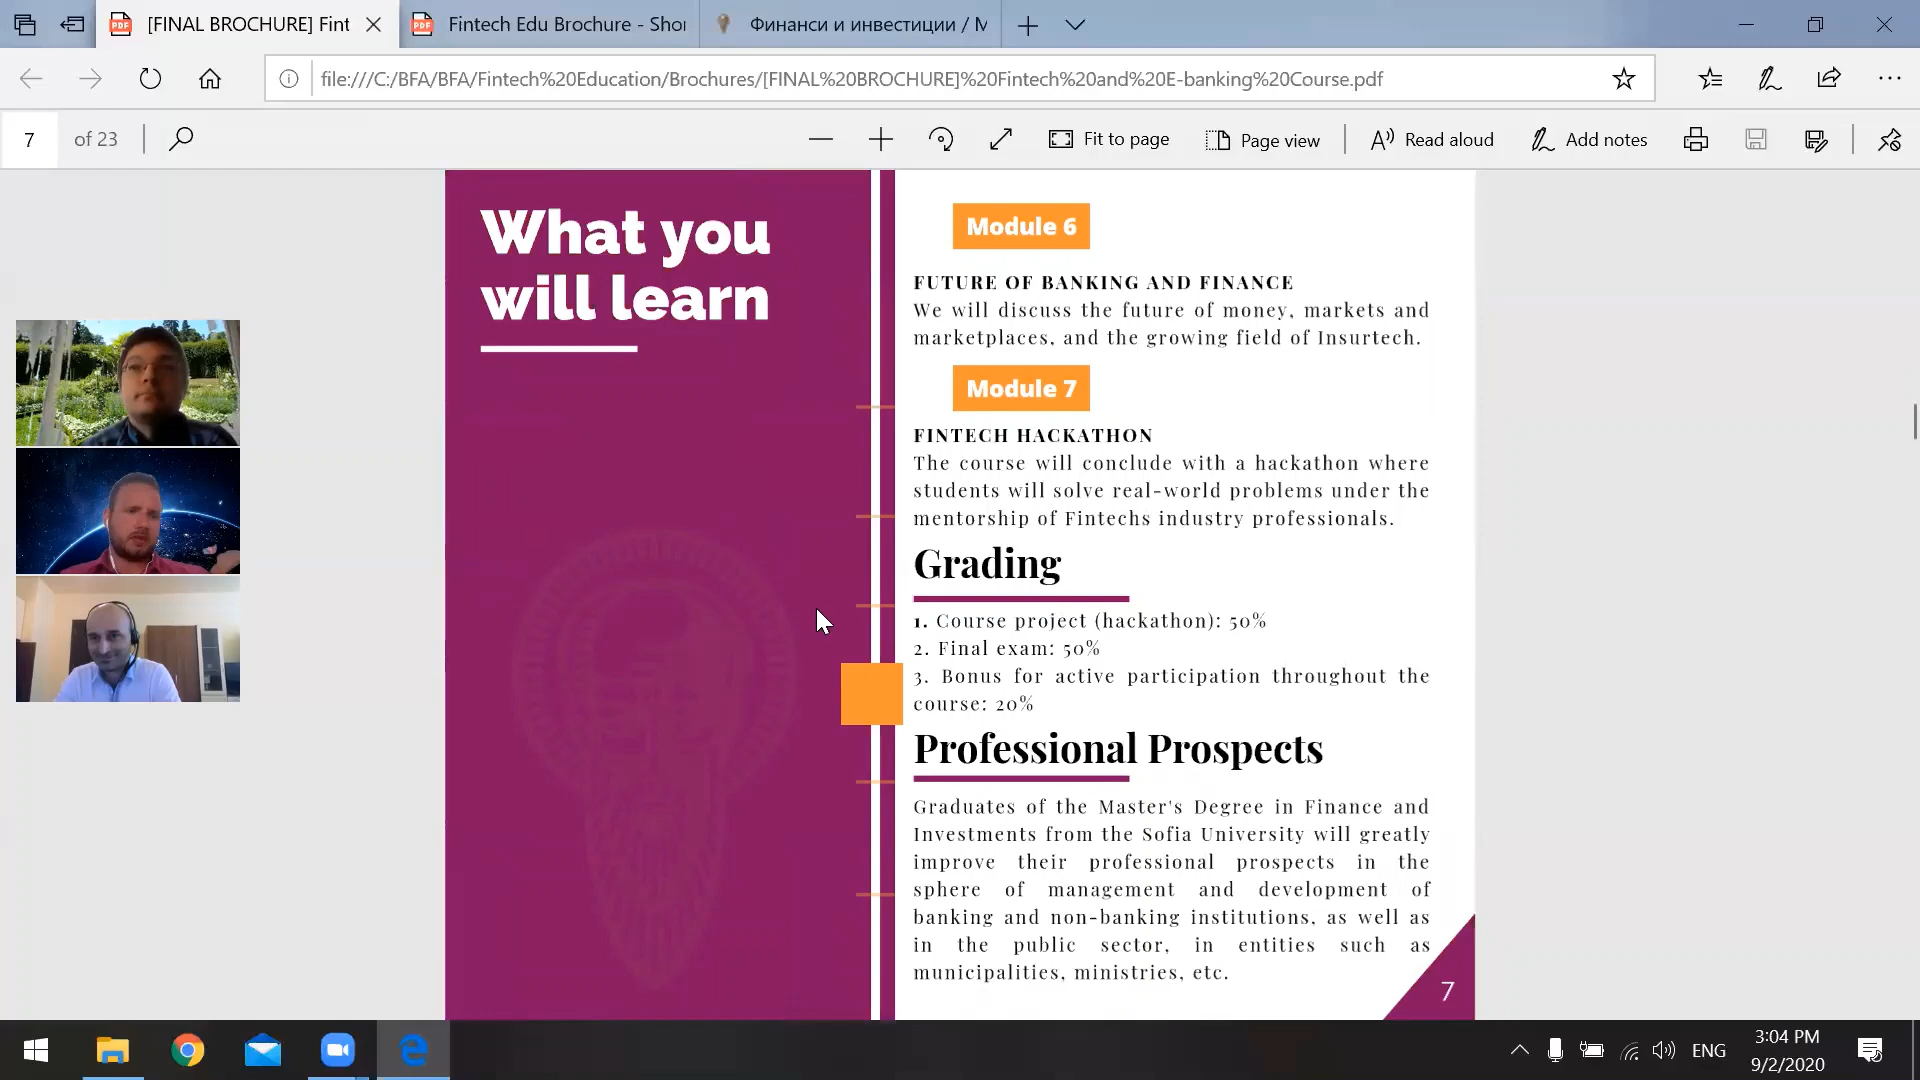 [FINAL BROCHURE] Fint
Fintech Edu Brochure - Sho
Финанси и инвестиции / М
file:///C:/BFA/BFA/Fintech%20Education/Brochures/[FINAL%20BROCHURE]%20Fintech%20and%20E-banking%20Course.pdf
7 of 23
Fit to page
Page view
Read aloud
Add notes
What you
will learn
Module 6
FUTURE OF BANKING AND FINANCE
We will discuss the future of money, markets and
marketplaces, and the growing field of Insurtech.
Module 7
FINTECH HACKATHON
The course will conclude with a hackathon where
students will solve real-world problems under the
mentorship of Fintechs industry professionals.
Grading
1. Course project (hackathon): 50%
2. Final exam: 50%
3. Bonus for active participation throughout the
course: 20%
Professional Prospects
Graduates of the Master's Degree in Finance and
Investments from the Sofia University will greatly
improve their professional prospects in the
sphere of management and development of
banking and non-banking institutions, as well as
in the public sector, in entities such as
municipalities, ministries, etc.
7
ENG
3:04 PM
9/2/2020